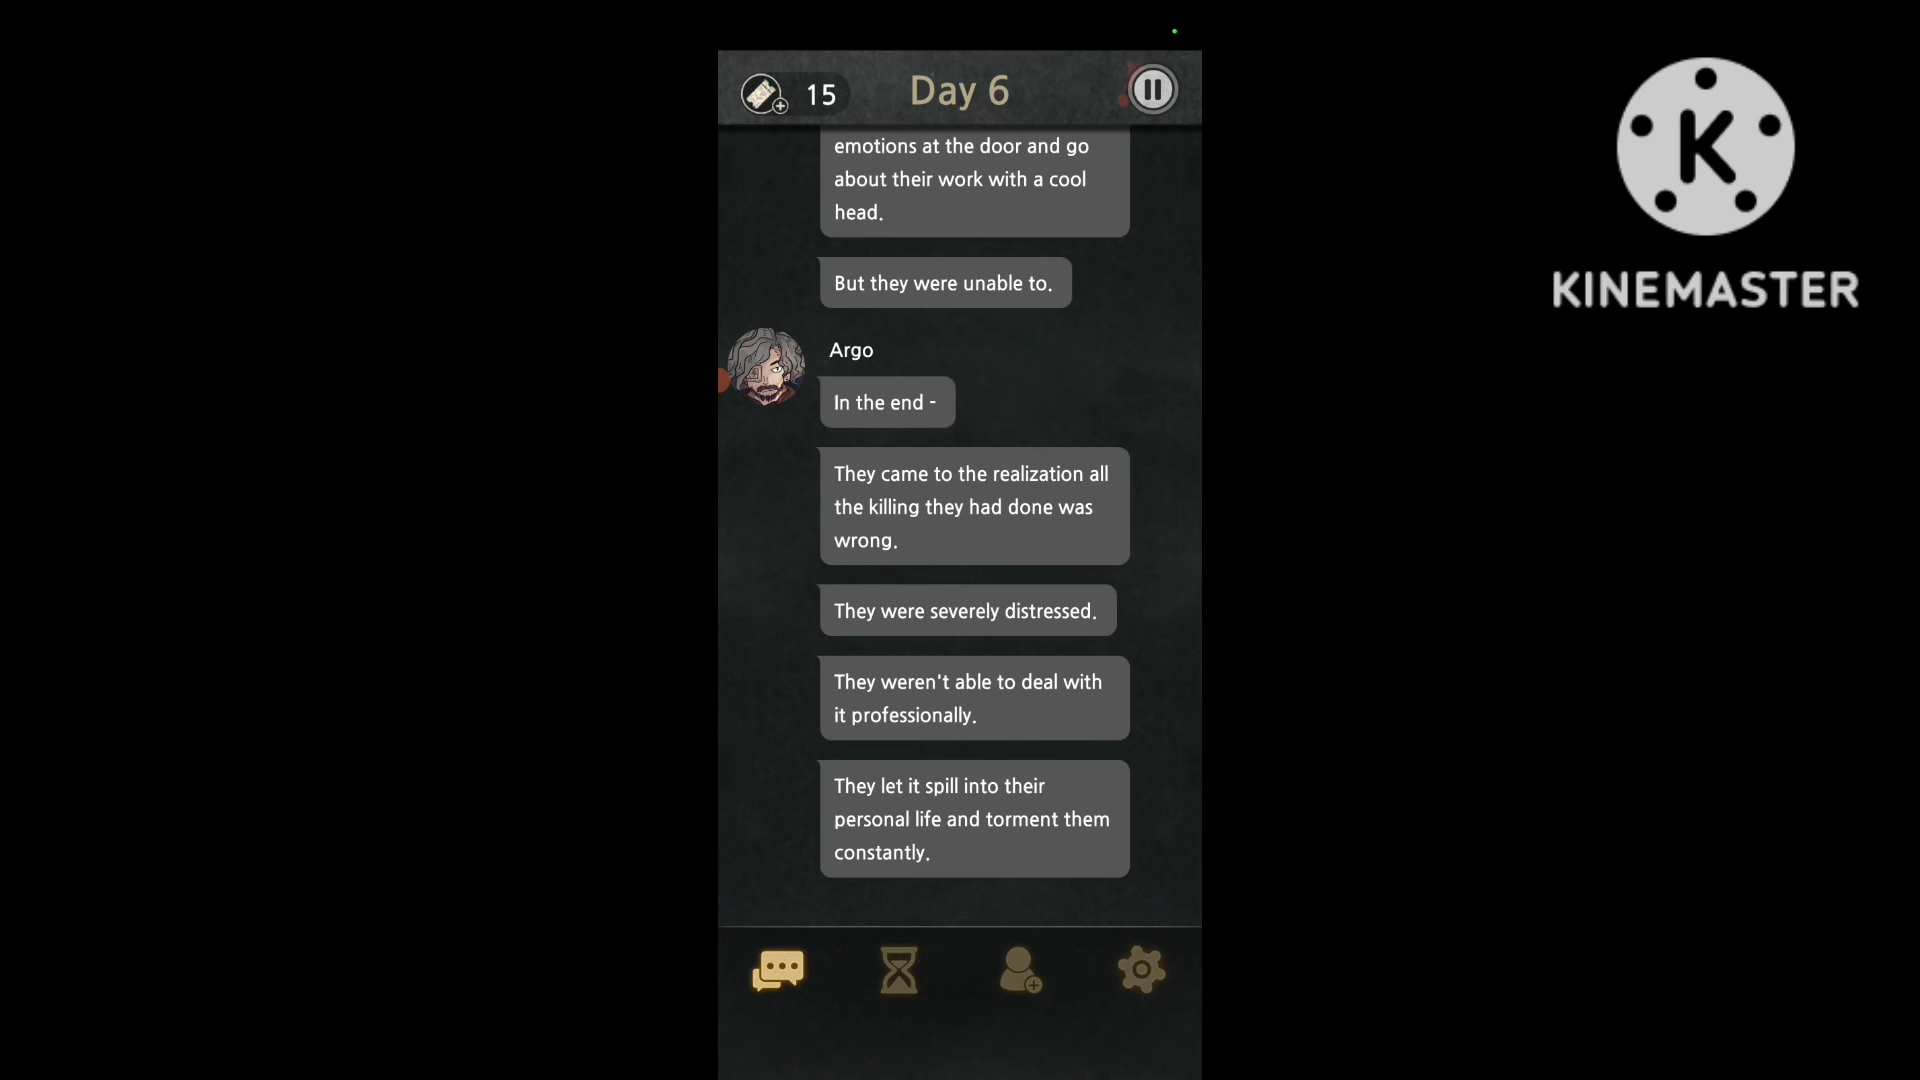 15
Day 6
emotions at the door and go
about their work with a cool
head.
But they were unable to.
Argo
In the end -
They came to the realization all
the killing they had done was
wrong.
They were severely distressed.
They weren't able to deal with
it professionally.
They let it spill into their
personal life and torment them
constantly.
K
KINEMASTER